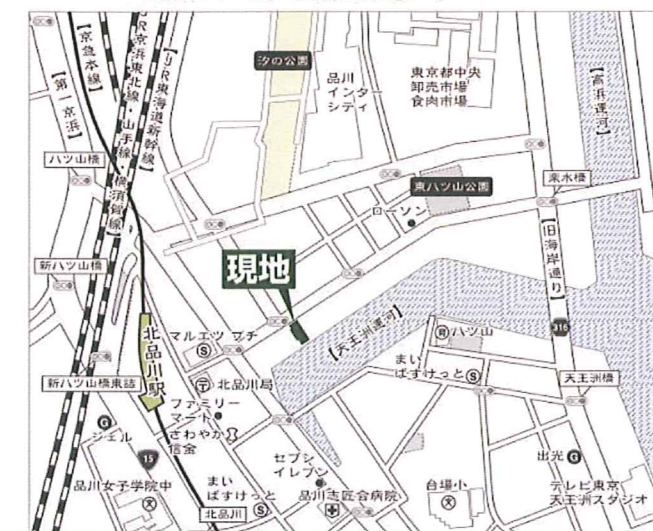 【京急本線】
【第一京浜】
【JR京浜東北線・山手線・横須賀線】
【JR東海道新幹線】
汐の公園
品川
インター
シティ
東京都中央
卸売市場
食肉市場
【高浜運河】
八ツ山橋
東八ツ山公園
楽水橋
ローソン
【旧海岸通り】
新八ツ山橋
現地
316
北品川駅
マルエツ プチ
【天王洲運河】
八ツ山
まい
ばすけっと
新八ツ山橋東詰
北品川局
天王洲橋
ファミリー
マート
ジェル
さわやか
信金
15
セブン
イレブン
出光
品川女子学院中
まい
ばすけっと
北品川
品川志匠会病院
台場小
テレビ東京
天王洲スタジオ